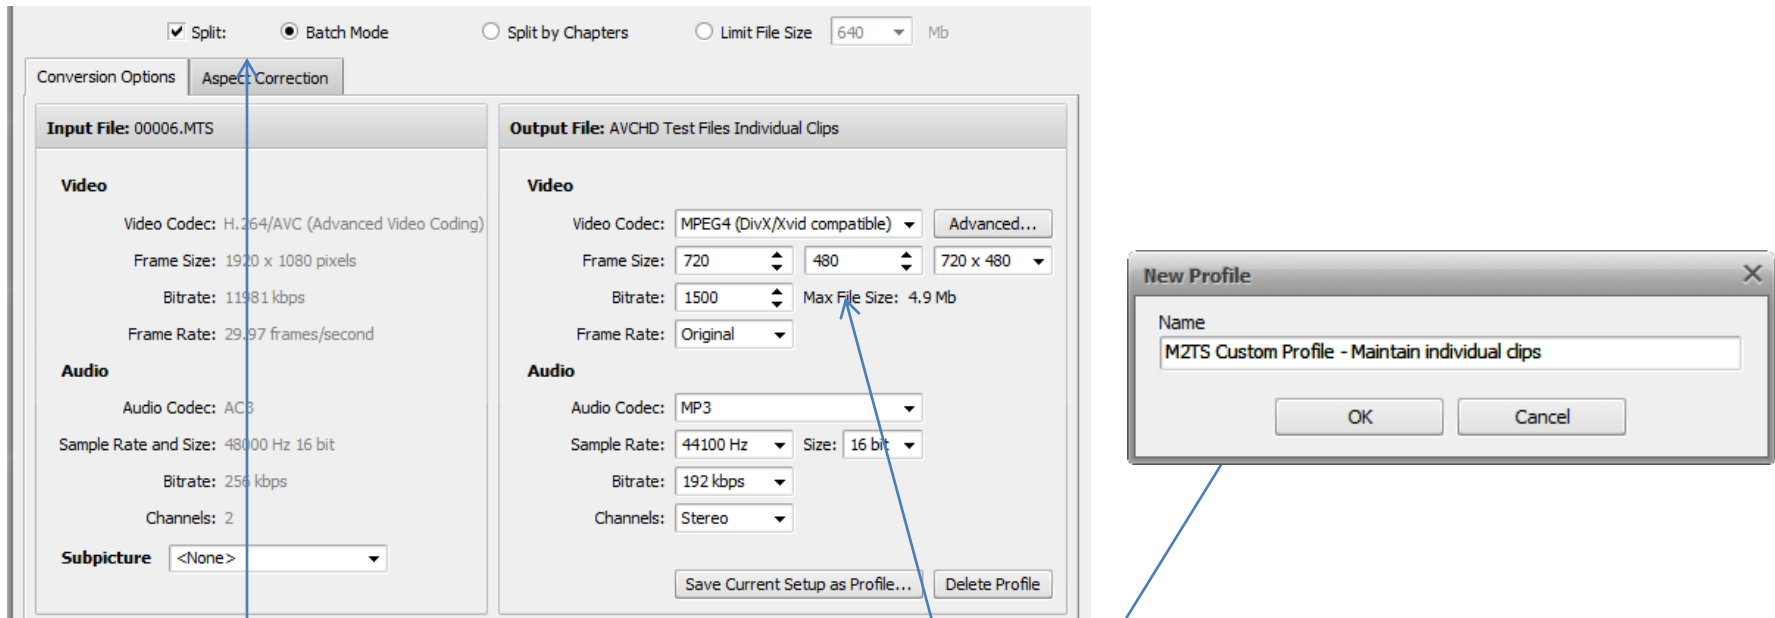 Split: Batch Mode Split by Chapters Limit File Size 640 Mb
Conversion Options Aspect Correction
Input File: 00006.MTS
Video
Video Codec: H.264/AVC (Advanced Video Coding)
Frame Size: 1920 x 1080 pixels
Bitrate: 11981 kbps
Frame Rate: 29.97 frames/second
Audio
Audio Codec: AC3
Sample Rate and Size: 48000 Hz 16 bit
Bitrate: 256 kbps
Channels: 2
Subpicture <None>
Output File: AVCHD Test Files Individual Clips
Video
Video Codec: MPEG4 (DivX/Xvid compatible) Advanced...
Frame Size: 720 480 720 x 480
Bitrate: 1500 Max File Size: 4.9 Mb
Frame Rate: Original
Audio
Audio Codec: MP3
Sample Rate: 44100 Hz Size: 16 bit
Bitrate: 192 kbps
Channels: Stereo
Save Current Setup as Profile... Delete Profile
New Profile
Name
M2TS Custom Profile - Maintain individual clips
OK Cancel